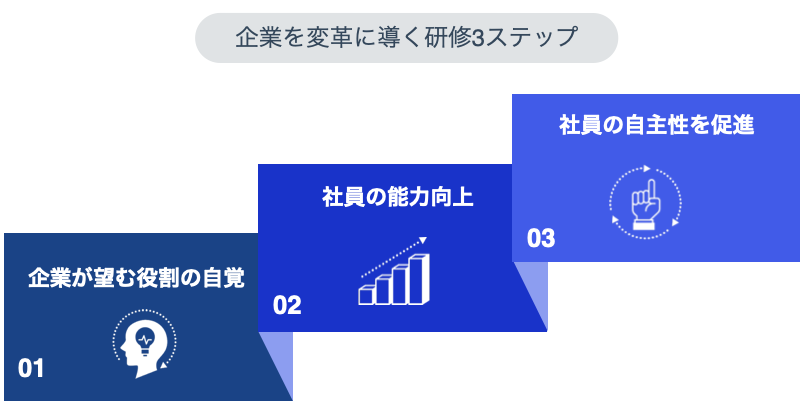 企業を変革に導く研修3ステップ
企業が望む役割の自覚
01
社員の能力向上
02
社員の自主性を促進
03